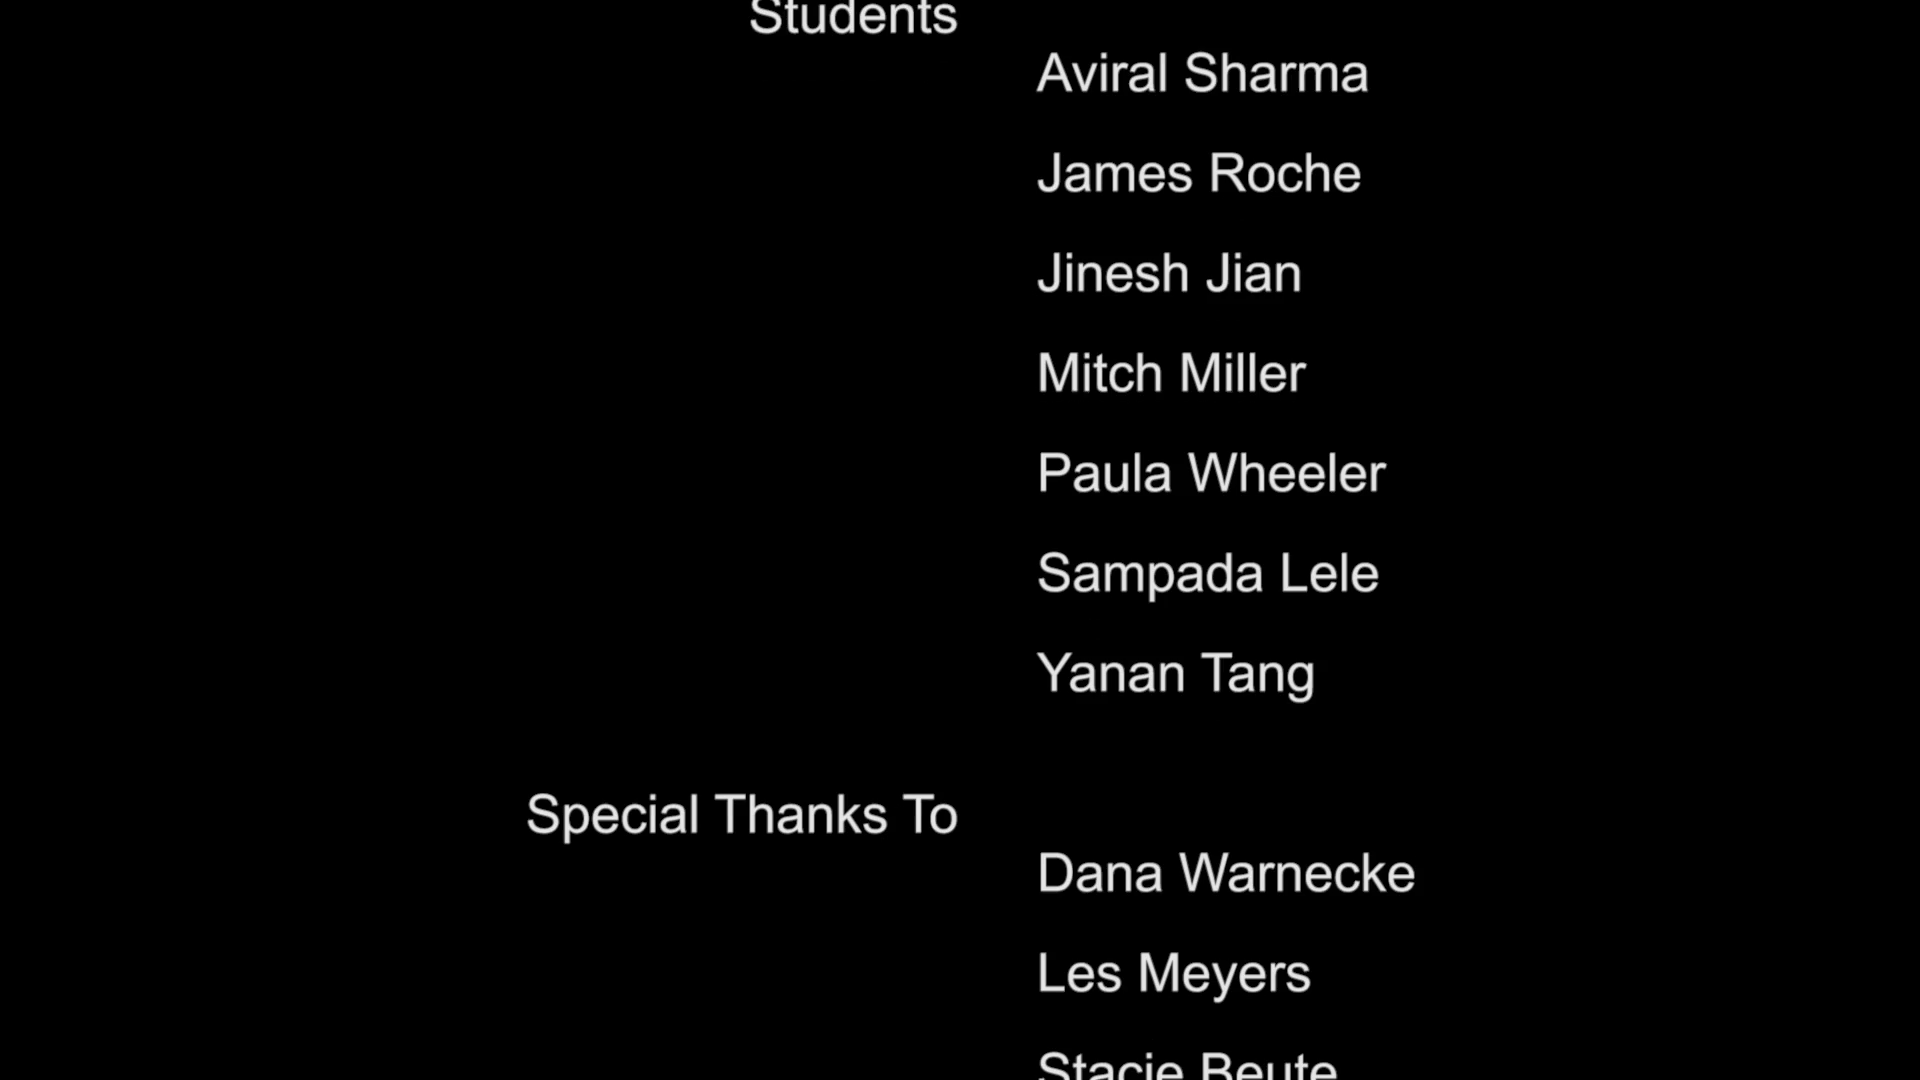 Students
Aviral Sharma
James Roche
Jinesh Jian
Mitch Miller
Paula Wheeler
Sampada Lele
Yanan Tang
Special Thanks To
Dana Warnecke
Les Meyers
Stacie Beute